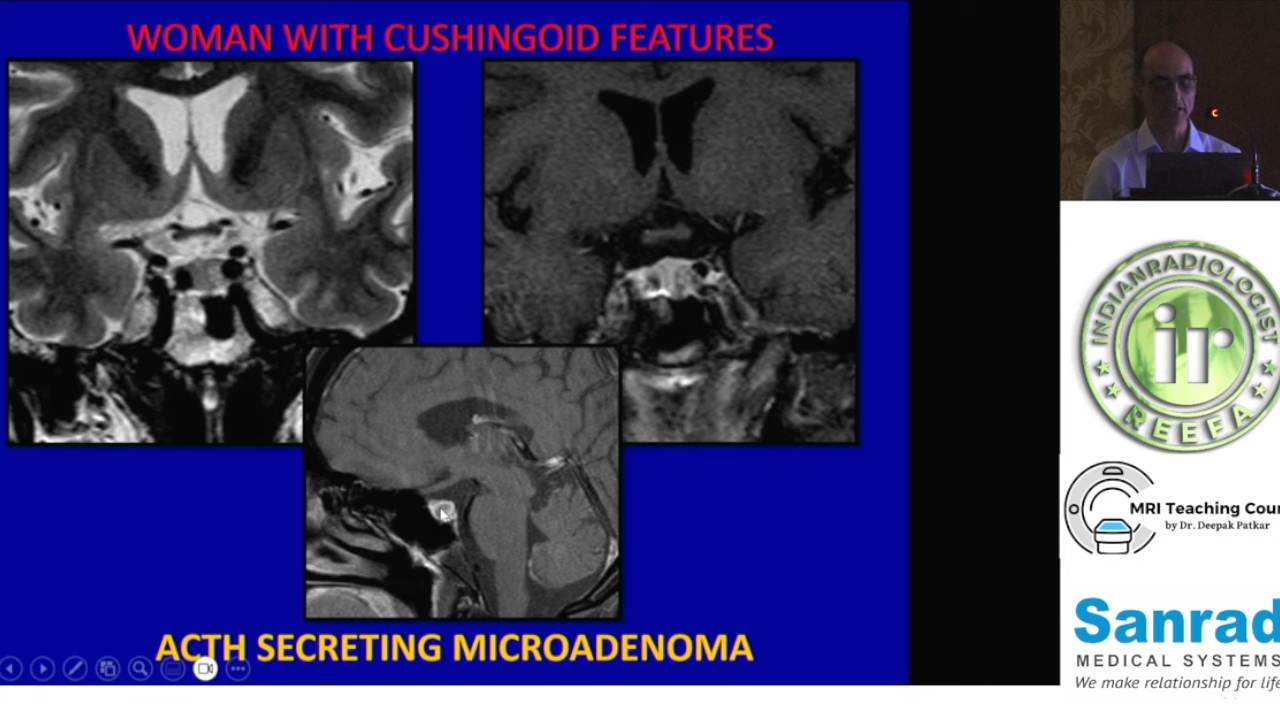 WOMAN WITH CUSHINGOID FEATURES
ACTH SECRETING MICROADENOMA
INDIANRADIOLOGIST
ir
REEFA
MRI Teaching Cour
by Dr. Deepak Patkar
Sanrad
MEDICAL SYSTEMS
We make relationship for life